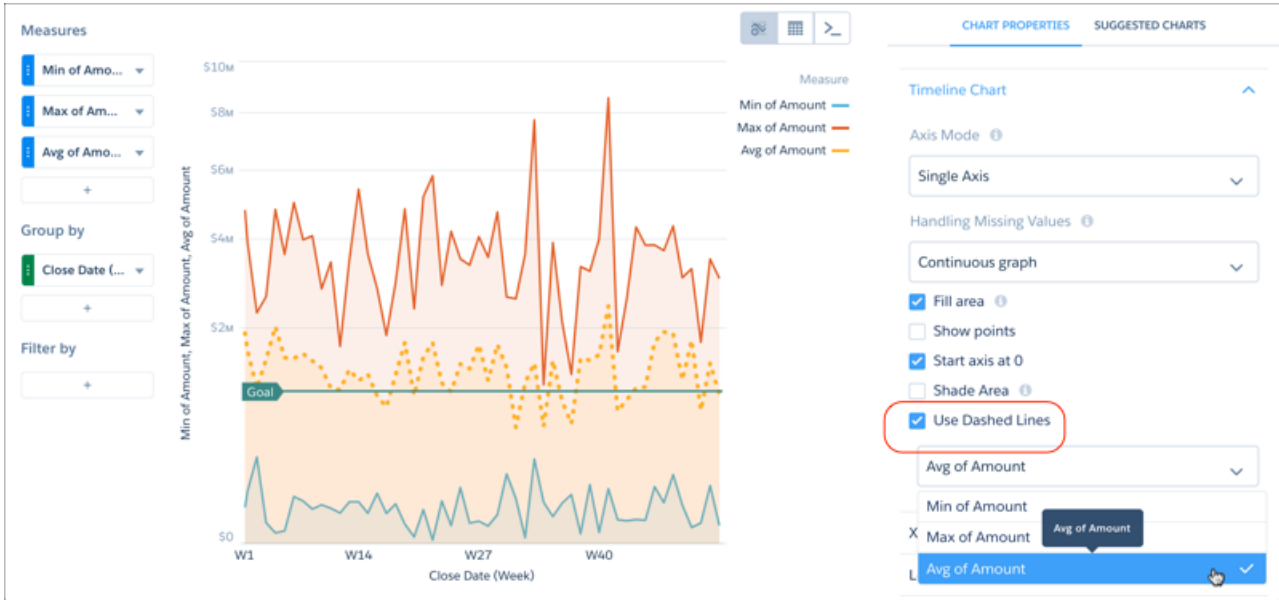 Measures
Min of Amo...
Max of Am...
Avg of Amo...
+
Group by
Close Date (...
+
Filter by
+
Min of Amount, Max of Amount, Avg of Amount
$10M
$8M
$6M
$4M
$2M
$0
Goal
W1
W14
W27
W40
Close Date (Week)
Measure
Min of Amount
Max of Amount
Avg of Amount
CHART PROPERTIES
SUGGESTED CHARTS
Timeline Chart
Axis Mode
Single Axis
Handling Missing Values
Continuous graph
Fill area
Show points
Start axis at 0
Shade Area
Use Dashed Lines
Avg of Amount
Min of Amount
X
Max of Amount
Avg of Amount
L
Avg of Amount